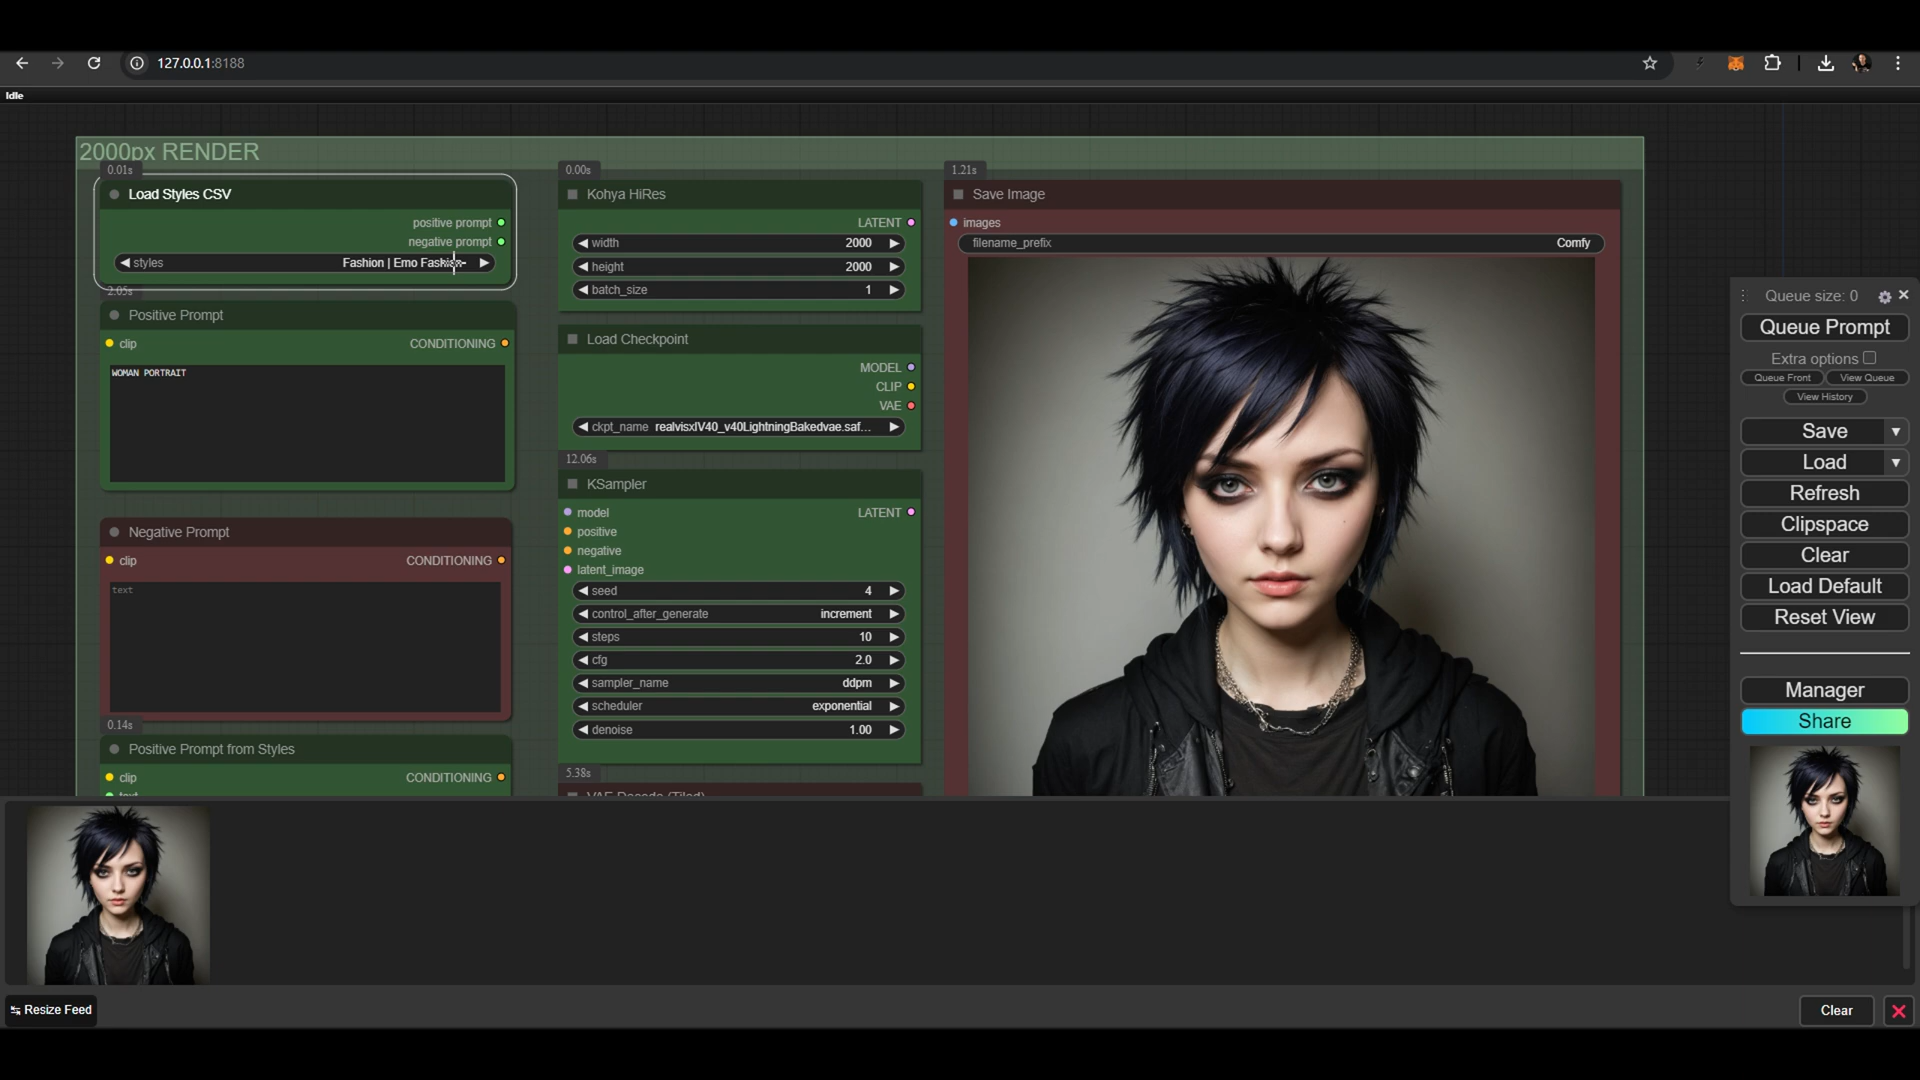 127.0.0.1:8188
Idle
2000px RENDER
0.01s
Load Styles CSV
positive prompt
negative prompt
styles Fashion | Emo Fashion-
2.05s
Positive Prompt
clip CONDITIONING
WOMAN PORTRAIT
Negative Prompt
clip CONDITIONING
text
0.14s
Positive Prompt from Styles
clip CONDITIONING
text
0.00s
Kohya HiRes
LATENT
width 2000
height 2000
batch_size 1
Load Checkpoint
MODEL
CLIP
VAE
ckpt_name realvisxlV40_v40LightningBakedvae.saf...
12.06s
KSampler
model LATENT
positive
negative
latent_image
seed 4
control_after_generate increment
steps 10
cfg 2.0
sampler_name ddpm
scheduler exponential
denoise 1.00
5.38s
VAE Decode (Tiled)
1.21s
Save Image
images
filename_prefix Comfy
Queue size: 0
Queue Prompt
Extra options
Queue Front View Queue
View History
Save
Load
Refresh
Clipspace
Clear
Load Default
Reset View
Manager
Share
Resize Feed
Clear